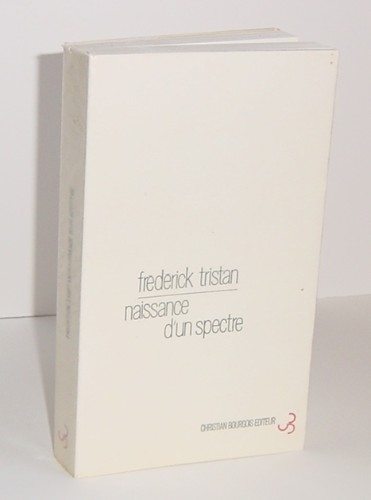 frederick tristan
naissance
d'un spectre
CHRISTIAN BOURGOIS EDITEUR